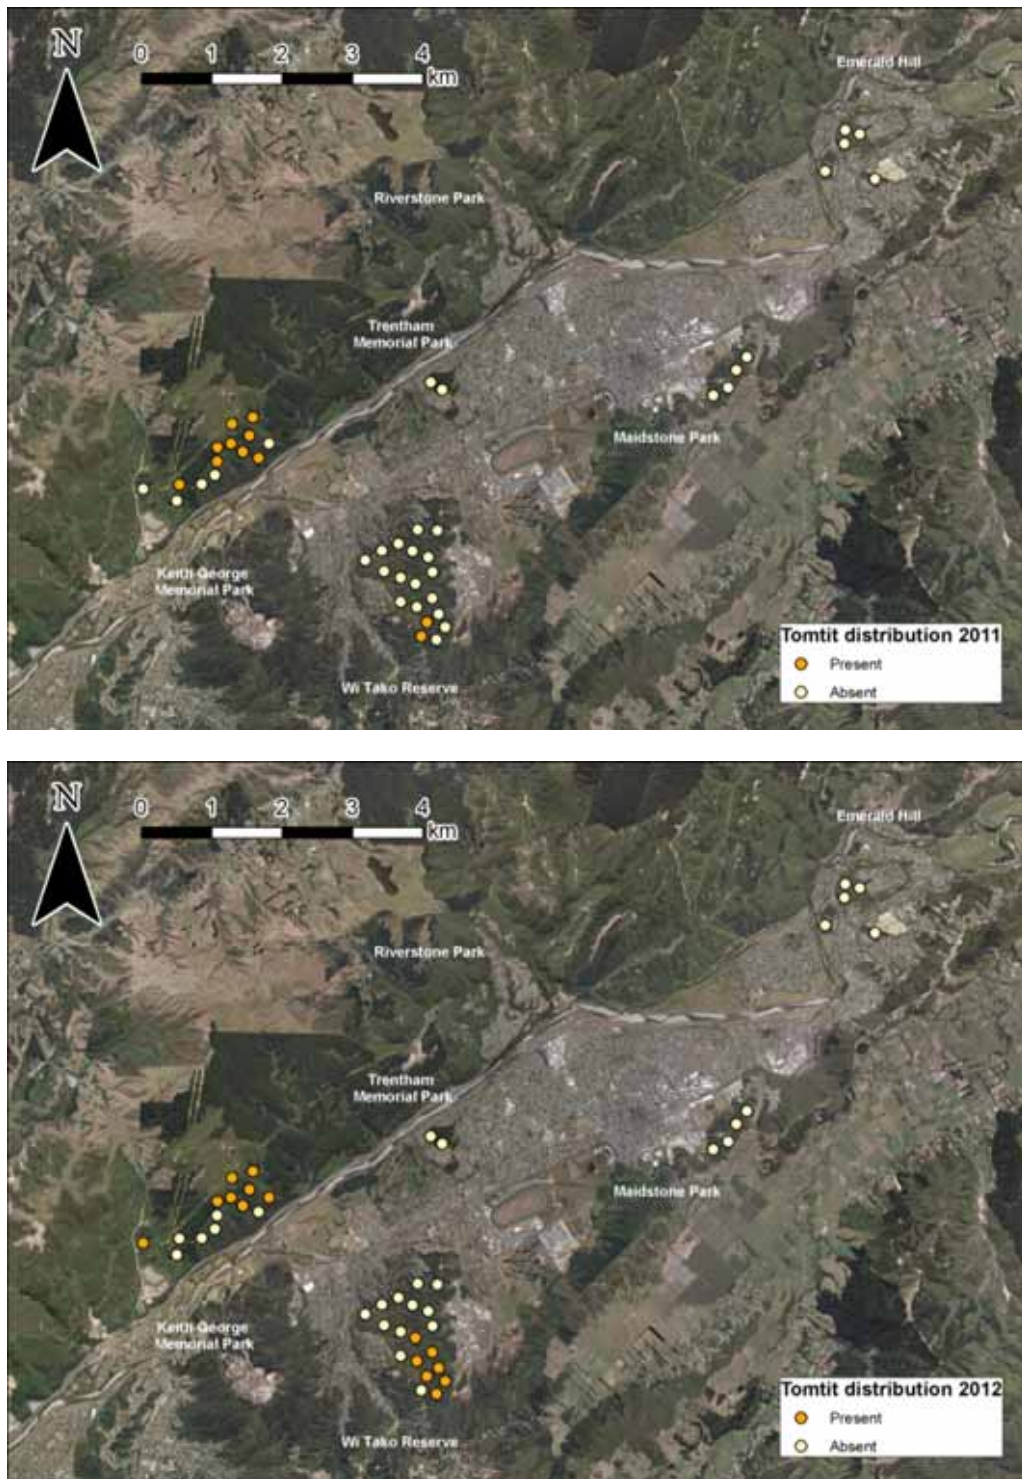 N
0 1 2 3 4
km
Emerald Hill
Riverstone Park
Trentham
Memorial Park
Maidstone Park
Keith George
Memorial Park
Wi Tako Reserve
Tomtit distribution 2011
Present
Absent
N
0 1 2 3 4
km
Emerald Hill
Riverstone Park
Trentham
Memorial Park
Maidstone Park
Keith George
Memorial Park
Wi Tako Reserve
Tomtit distribution 2012
Present
Absent